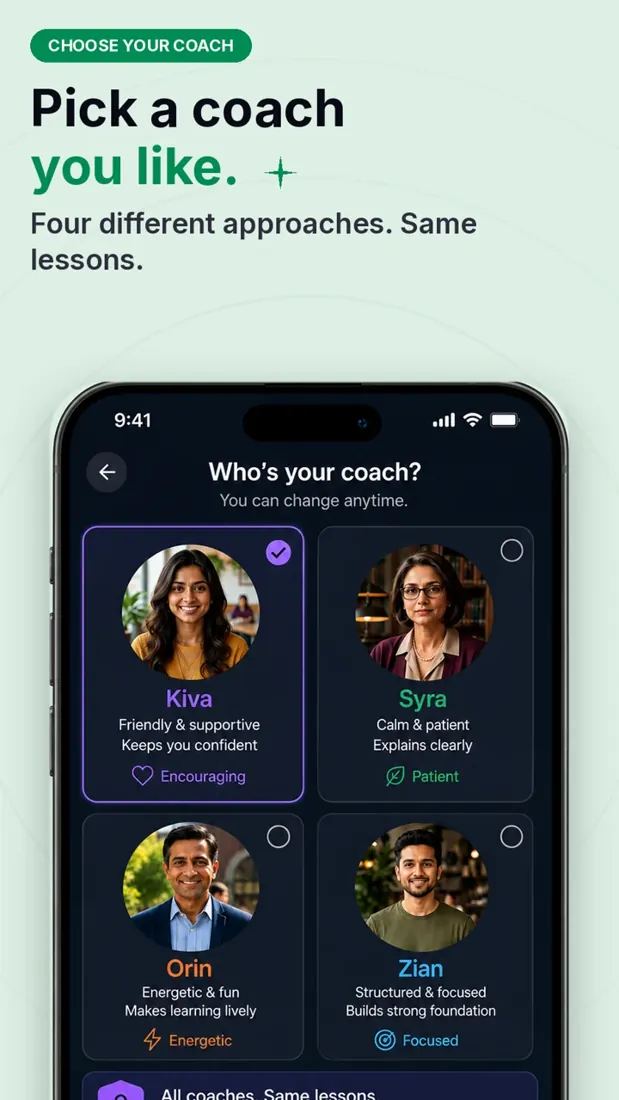 CHOOSE YOUR COACH
Pick a coach
you like.
Four different approaches. Same
lessons.
9:41
Who's your coach?
You can change anytime.
Kiva
Friendly & supportive
Keeps you confident
Encouraging
Syra
Calm & patient
Explains clearly
Patient
Orin
Energetic & fun
Makes learning lively
Energetic
Zian
Structured & focused
Builds strong foundation
Focused
All coaches. Same lessons